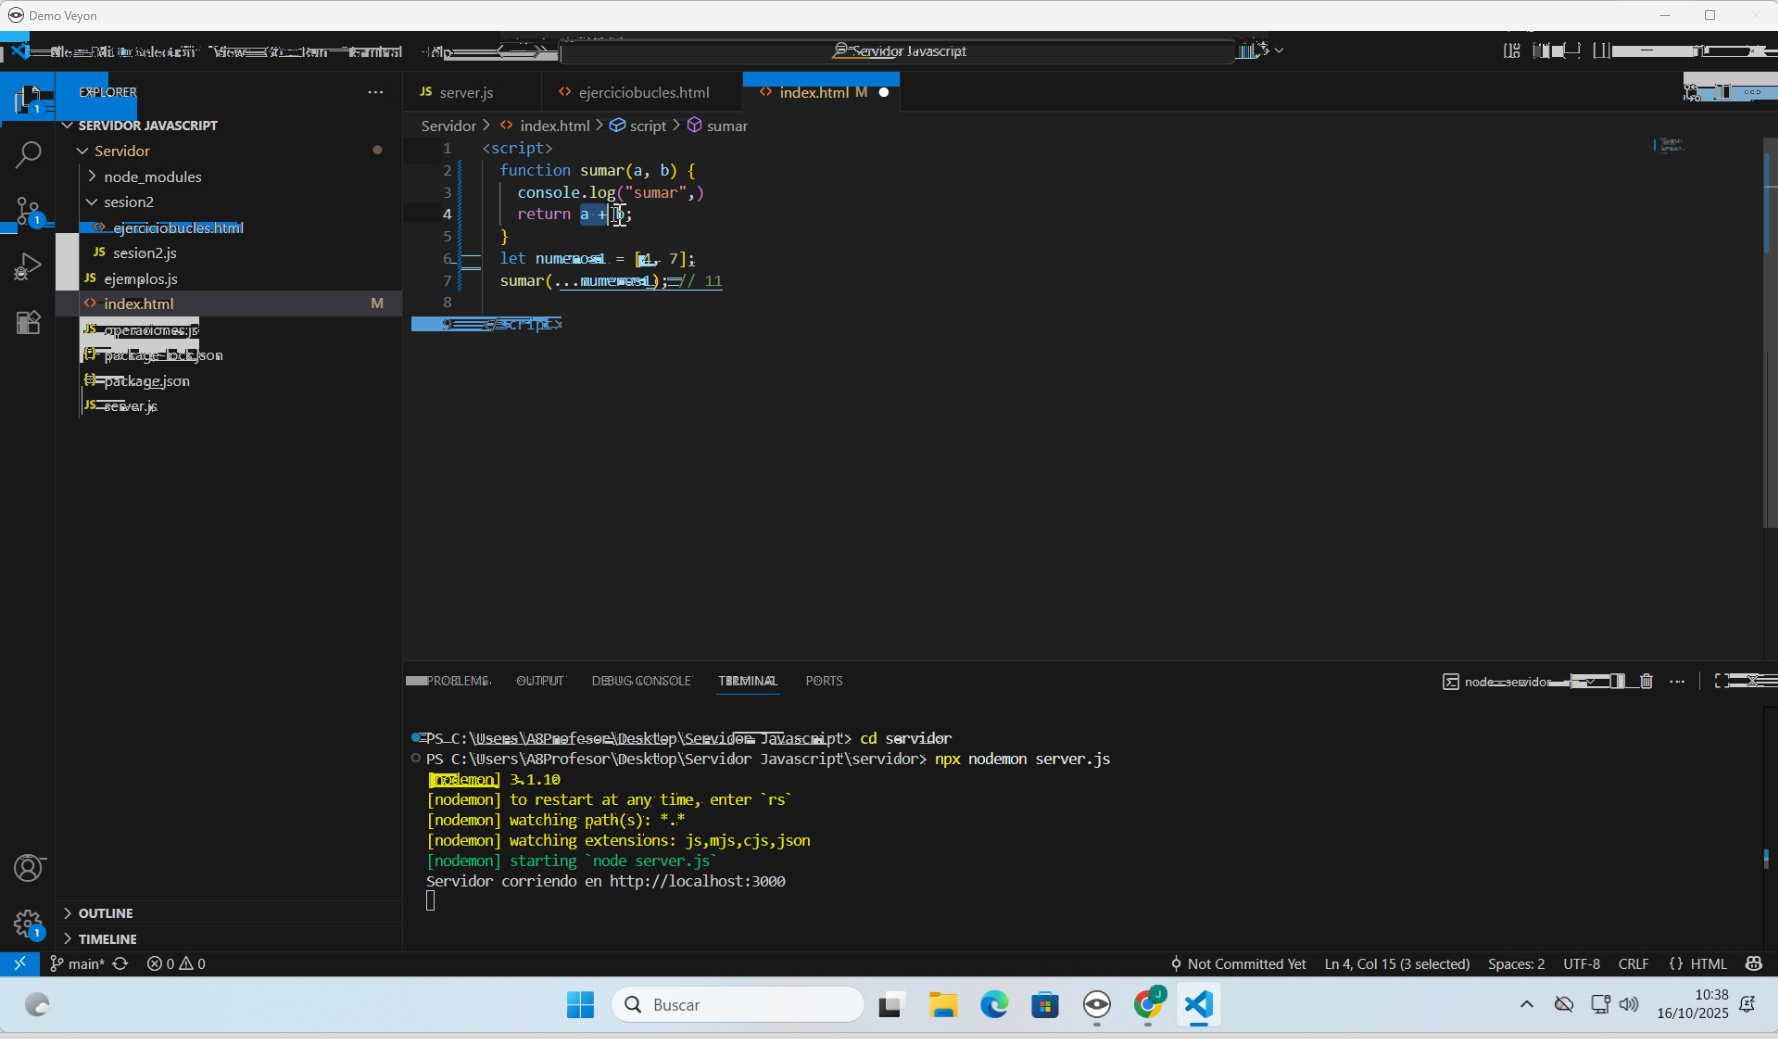 Demo Veyon
Servidor Javascript
EXPLORER
SERVIDOR JAVASCRIPT
Servidor
node_modules
sesion2
ejerciciobucles.html
JS sesion2.js
JS ejemplos.js
<> index.html M
JS operaciones.js
{} package-lock.json
{} package.json
JS server.js
OUTLINE
TIMELINE
JS server.js
<> ejerciciobucles.html
<> index.html M
Servidor > <> index.html > script > sumar
1 <script>
2 function sumar(a, b) {
3 console.log("sumar",)
4 return a + b;
5 }
6 let numeros1 = [4, 7];
7 sumar(...numeros1); // 11
8
9 </script>
PROBLEMS OUTPUT DEBUG CONSOLE TERMINAL PORTS
node - servidor
PS C:\Users\A8Profesor\Desktop\Servidor Javascript> cd servidor
PS C:\Users\A8Profesor\Desktop\Servidor Javascript\servidor> npx nodemon server.js
[nodemon] 3.1.10
[nodemon] to restart at any time, enter `rs`
[nodemon] watching path(s): *.*
[nodemon] watching extensions: js,mjs,cjs,json
[nodemon] starting `node server.js`
Servidor corriendo en http://localhost:3000
main* 0 0
Not Committed Yet Ln 4, Col 15 (3 selected) Spaces: 2 UTF-8 CRLF {} HTML
Buscar
10:38
16/10/2025